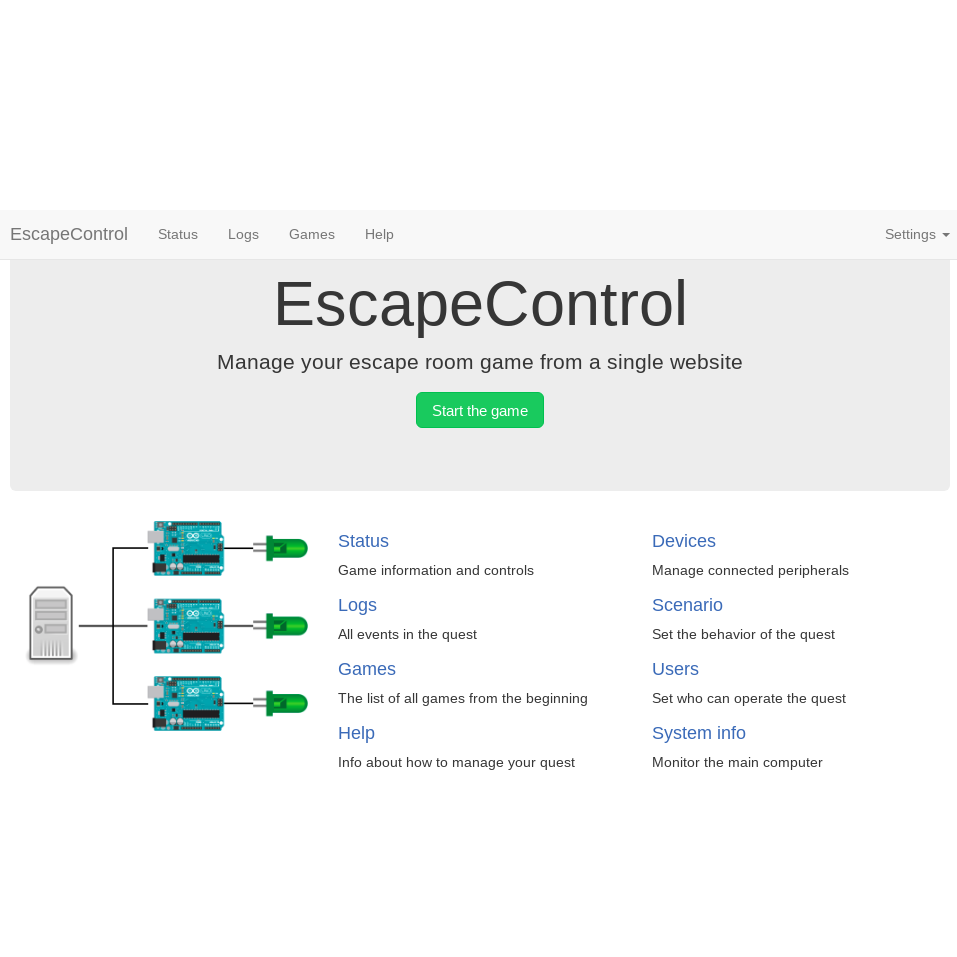 EscapeControl Status Logs Games Help Settings
EscapeControl
Manage your escape room game from a single website
Start the game
Status
Game information and controls
Logs
All events in the quest
Games
The list of all games from the beginning
Help
Info about how to manage your quest
Devices
Manage connected peripherals
Scenario
Set the behavior of the quest
Users
Set who can operate the quest
System info
Monitor the main computer